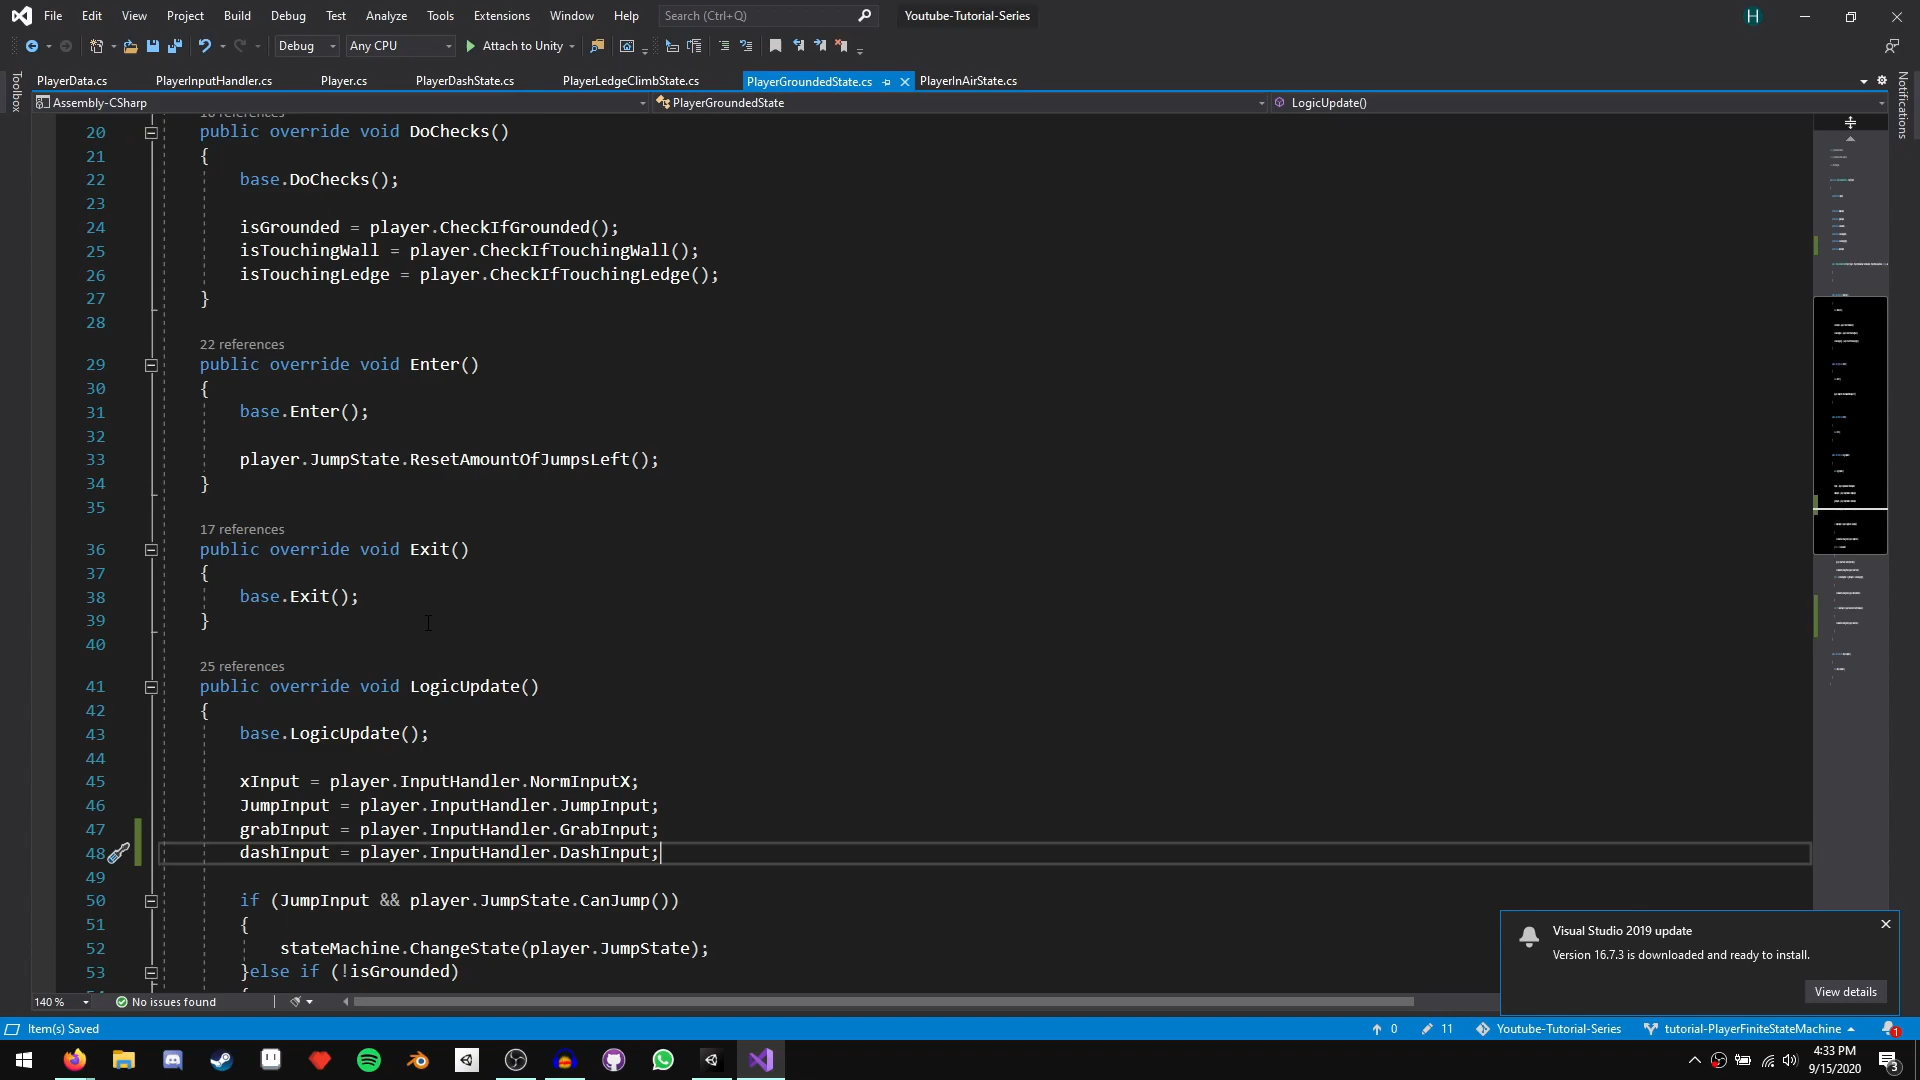 File Edit View Project Build Debug Test Analyze Tools Extensions Window Help Search (Ctrl+Q) Youtube-Tutorial-Series H
Debug Any CPU Attach to Unity
PlayerData.cs PlayerInputHandler.cs Player.cs PlayerDashState.cs PlayerLedgeClimbState.cs PlayerGroundedState.cs PlayerInAirState.cs
Toolbox
Notifications
Assembly-CSharp PlayerGroundedState LogicUpdate()
20 public override void DoChecks()
21 {
22 base.DoChecks();
23
24 isGrounded = player.CheckIfGrounded();
25 isTouchingWall = player.CheckIfTouchingWall();
26 isTouchingLedge = player.CheckIfTouchingLedge();
27 }
28
22 references
29 public override void Enter()
30 {
31 base.Enter();
32
33 player.JumpState.ResetAmountOfJumpsLeft();
34 }
35
17 references
36 public override void Exit()
37 {
38 base.Exit();
39 }
40
25 references
41 public override void LogicUpdate()
42 {
43 base.LogicUpdate();
44
45 xInput = player.InputHandler.NormInputX;
46 JumpInput = player.InputHandler.JumpInput;
47 grabInput = player.InputHandler.GrabInput;
48 dashInput = player.InputHandler.DashInput;
49
50 if (JumpInput && player.JumpState.CanJump())
51 {
52 stateMachine.ChangeState(player.JumpState);
53 }else if (!isGrounded)
Visual Studio 2019 update
Version 16.7.3 is downloaded and ready to install.
View details
140 % No issues found
Item(s) Saved 0 11 Youtube-Tutorial-Series tutorial-PlayerFiniteStateMachine 1
4:33 PM
9/15/2020
3